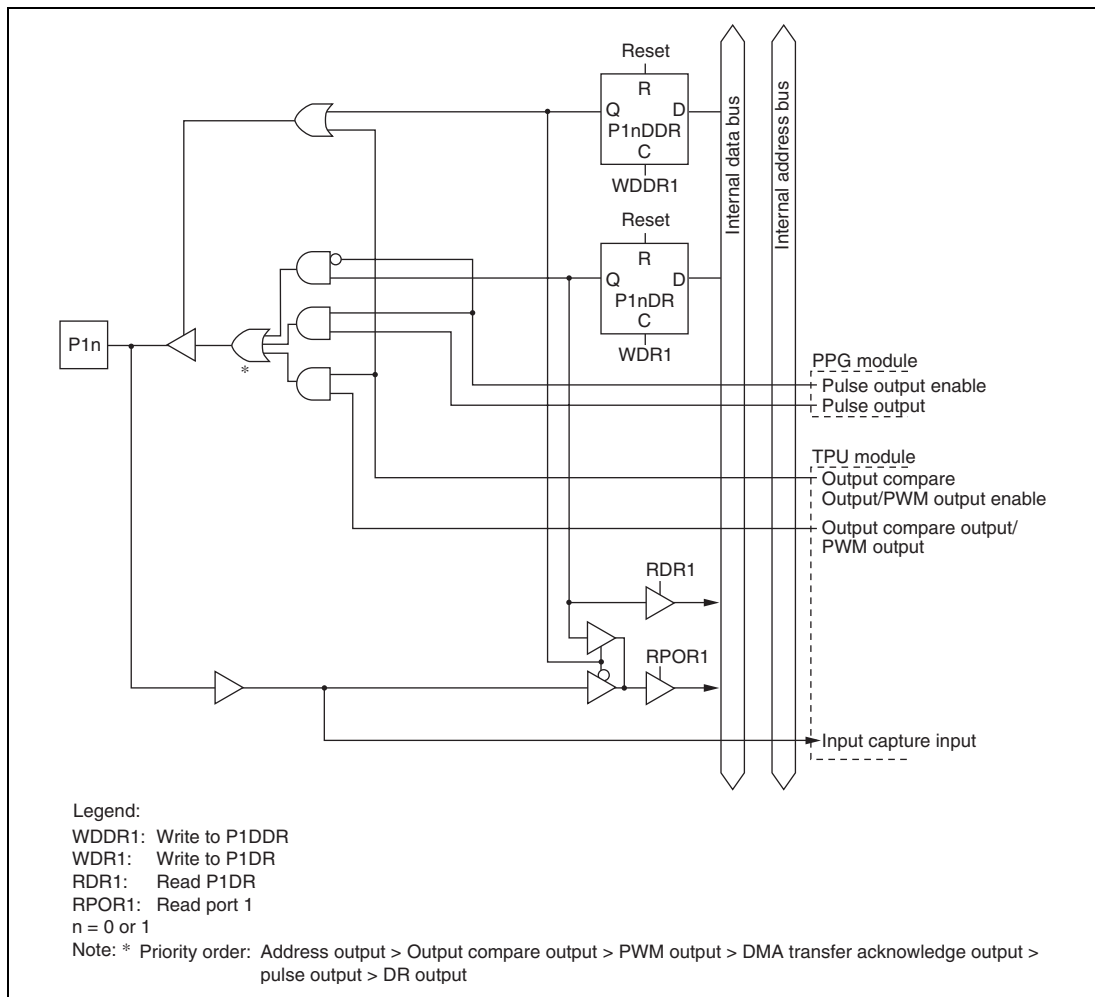 Reset
R
Q D
P1nDDR
C
WDDR1
Reset
R
Q D
P1nDR
C
WDR1
Internal data bus
Internal address bus
P1n
*
PPG module
Pulse output enable
Pulse output
TPU module
Output compare
Output/PWM output enable
Output compare output/
PWM output
RDR1
RPOR1
Input capture input
Legend:
WDDR1: Write to P1DDR
WDR1: Write to P1DR
RDR1: Read P1DR
RPOR1: Read port 1
n = 0 or 1
Note: * Priority order: Address output > Output compare output > PWM output > DMA transfer acknowledge output >
pulse output > DR output